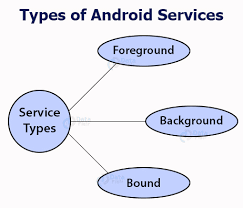 Types of Android Services
Foreground
Service
Types
Background
Bound